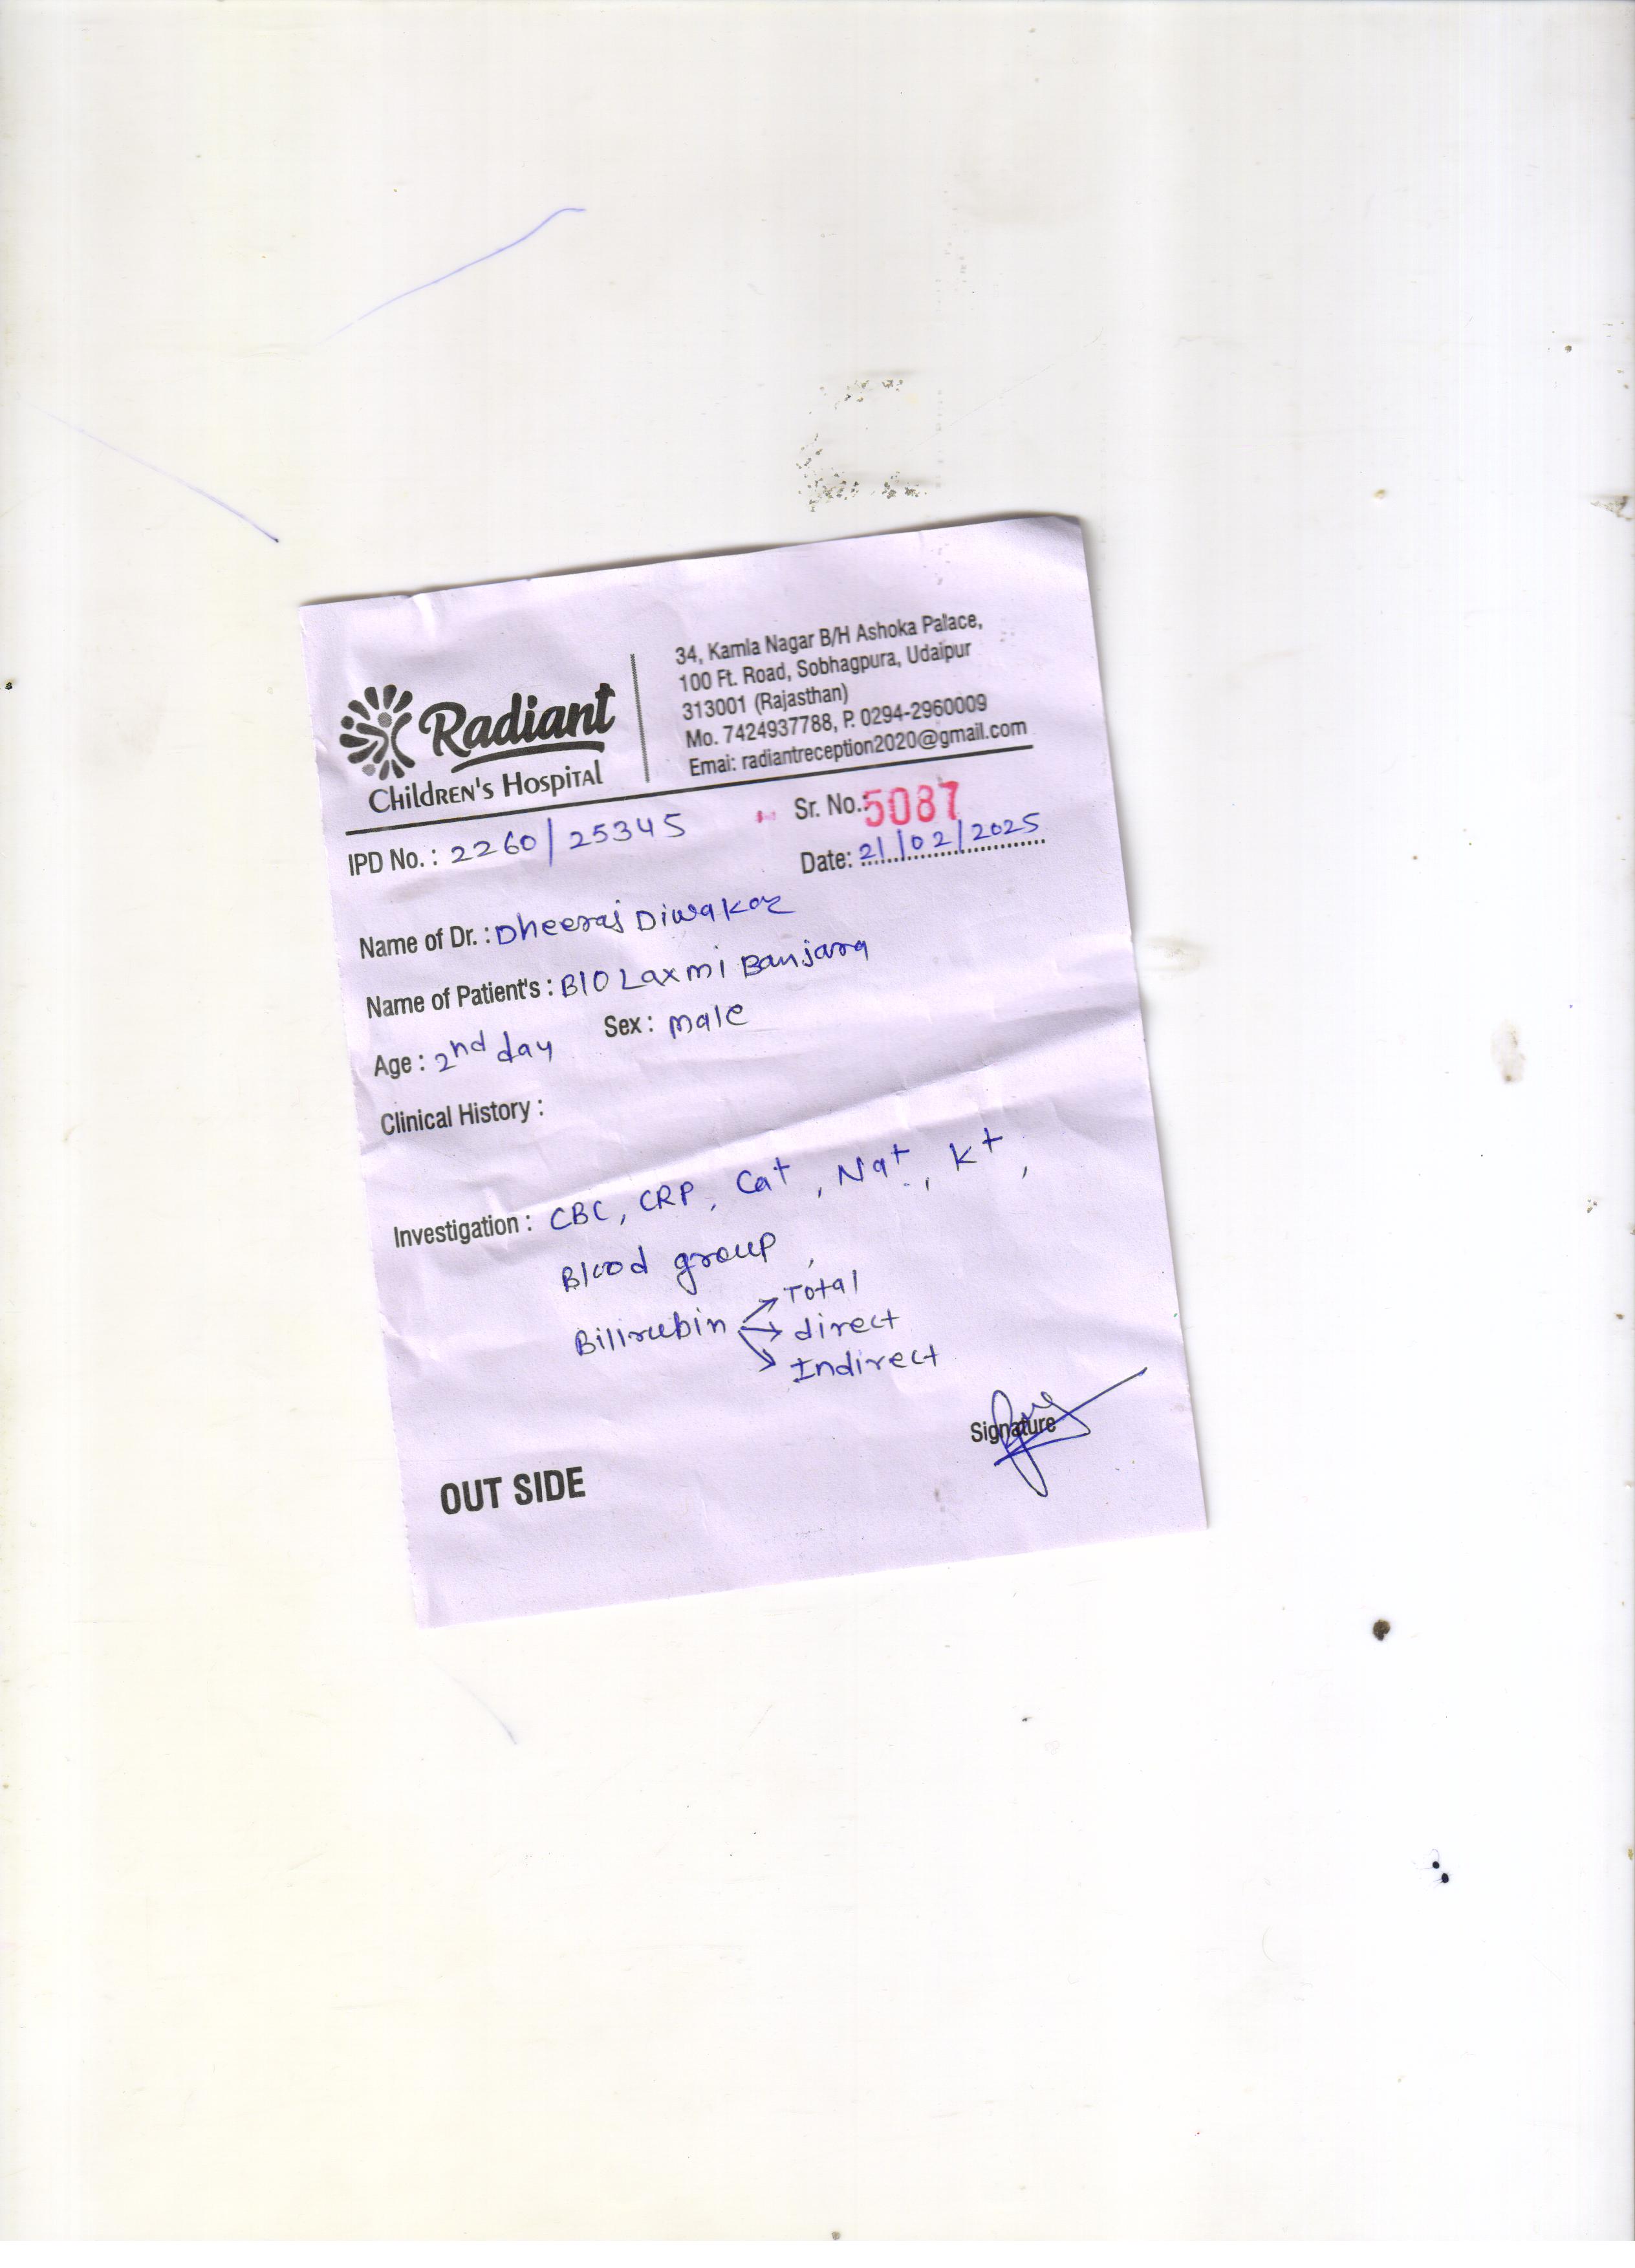 Radiant
Children's Hospital
34, Kamla Nagar B/H Ashoka Palace,
100 Ft. Road, Sobhagpura, Udaipur
313001 (Rajasthan)
Mo. 7424937788, P. 0294-2960009
Emai: radiantreception2020@gmail.com
IPD No. : 2260/25345
Sr. No.: 5087
Date: 21/02/2025
Name of Dr. : Dheeraj Diwakar
Name of Patient's : B/O Laxmi Banjara
Age : 2nd day Sex : male
Clinical History :
Investigation : CBC, CRP, Ca+, Na+, K+,
Blood group,
Bilirubin → Total
→ direct
→ Indirect
Signature
OUT SIDE